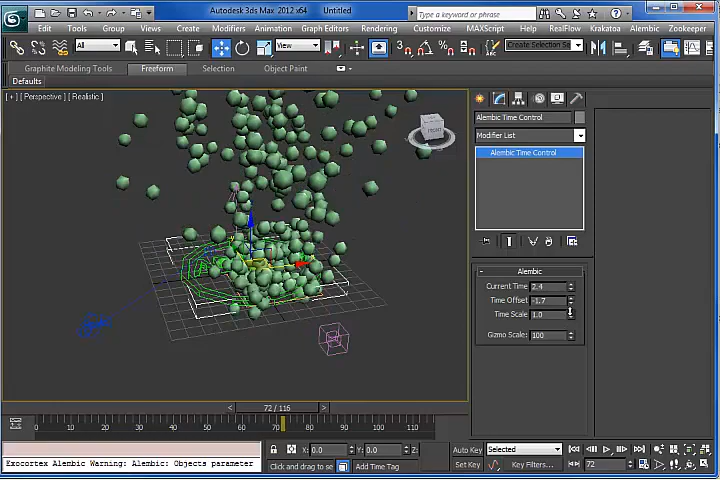 Autodesk 3ds Max 2012 x64 Untitled
Type a keyword or phrase
Edit Tools Group Views Create Modifiers Animation Graph Editors Rendering Customize MAXScript RealFlow Krakatoa Alembic Zookeeper
All View Create Selection Se
Graphite Modeling Tools Freeform Selection Object Paint
Defaults
[ + ] [ Perspective ] [ Realistic ]
FRONT
Alembic Time Control
Modifier List
Alembic Time Control
- Alembic
Current Time 2.4
Time Offset -1.7
Time Scale 1.0
Gizmo Scale: 100
< 72 / 116 >
0 10 20 30 40 50 60 70 80 90 100 110
X: 0.0 Y: 0.0 Z:
Auto Key Selected
Exocortex Alembic Warning: Alembic: Objects parameter
Click and drag to se Add Time Tag
Set Key Key Filters... 72